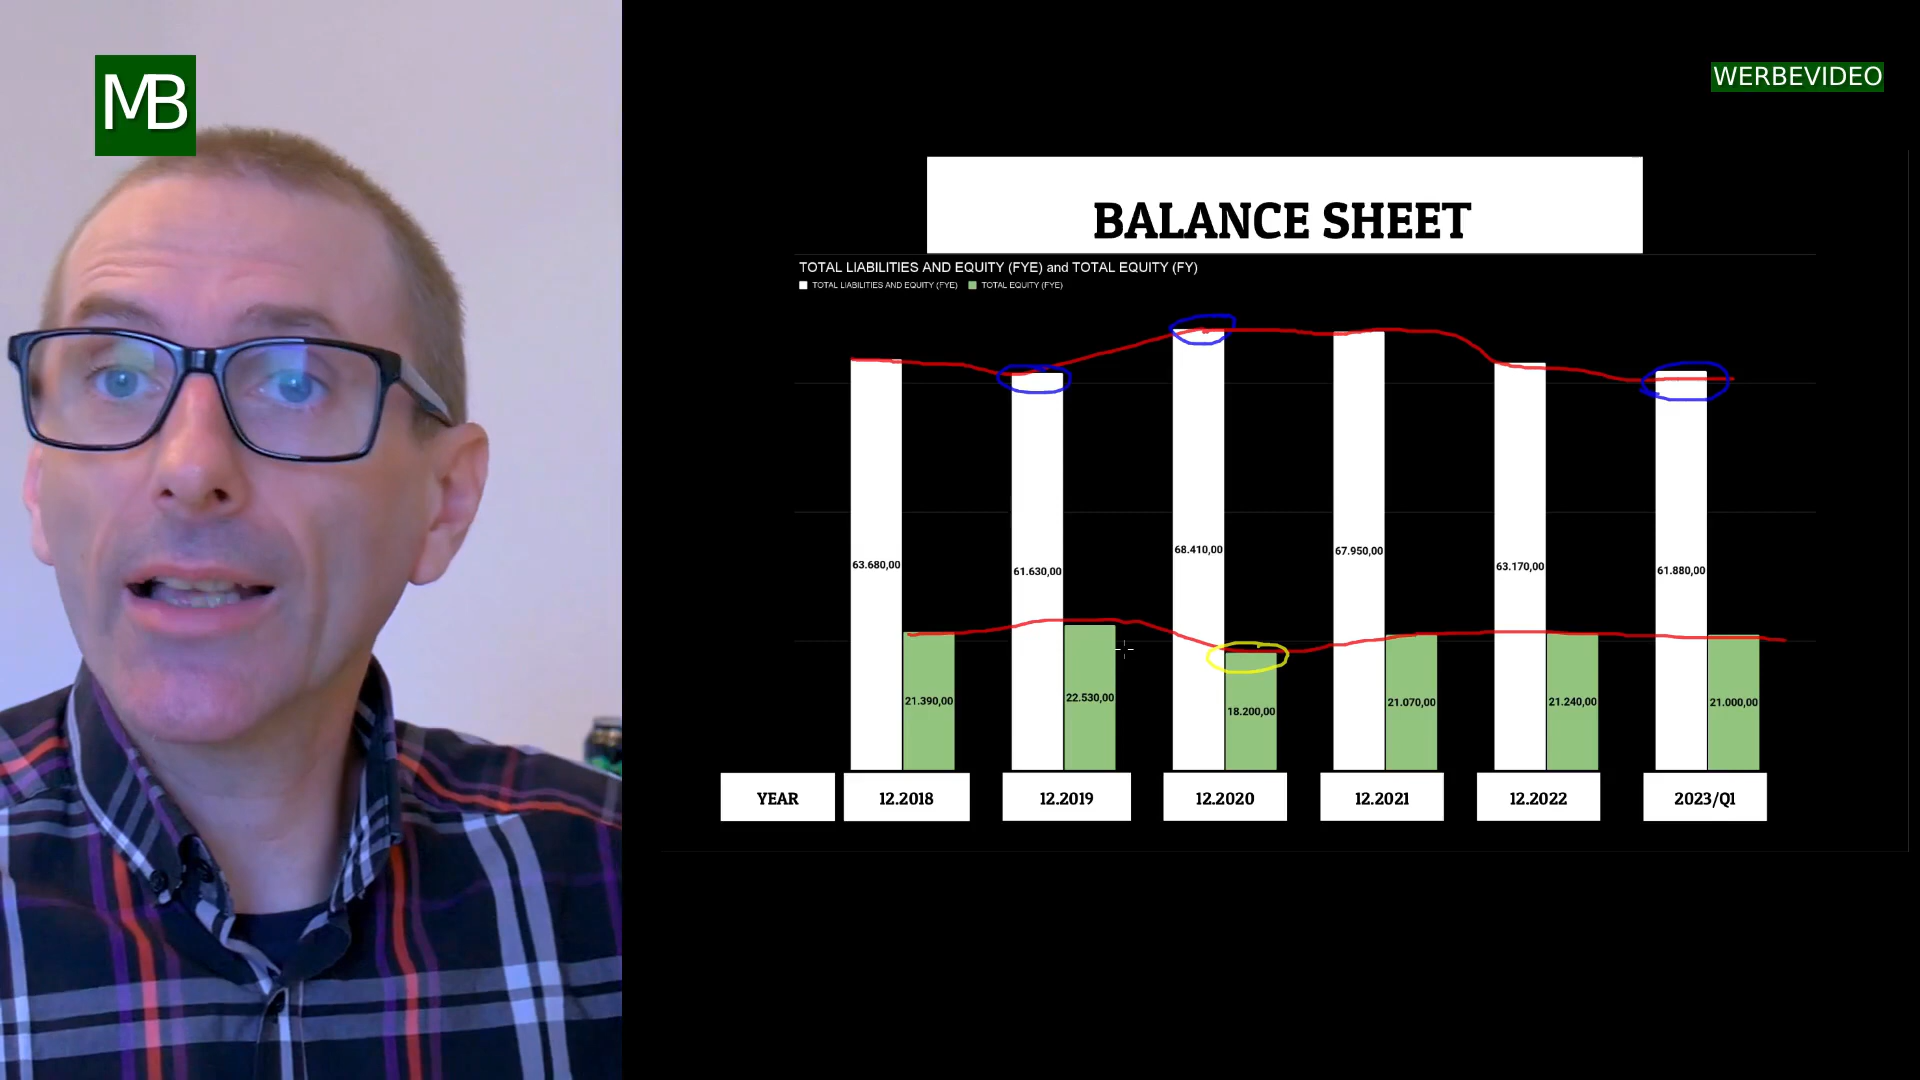 MB
WERBEVIDEO
BALANCE SHEET
TOTAL LIABILITIES AND EQUITY (FYE) and TOTAL EQUITY (FY)
TOTAL LIABILITIES AND EQUITY (FYE) TOTAL EQUITY (FYE)
63.680,00 21.390,00 61.630,00 22.530,00 68.410,00 18.200,00 67.950,00 21.070,00 63.170,00 21.240,00 61.880,00 21.000,00
YEAR 12.2018 12.2019 12.2020 12.2021 12.2022 2023/Q1